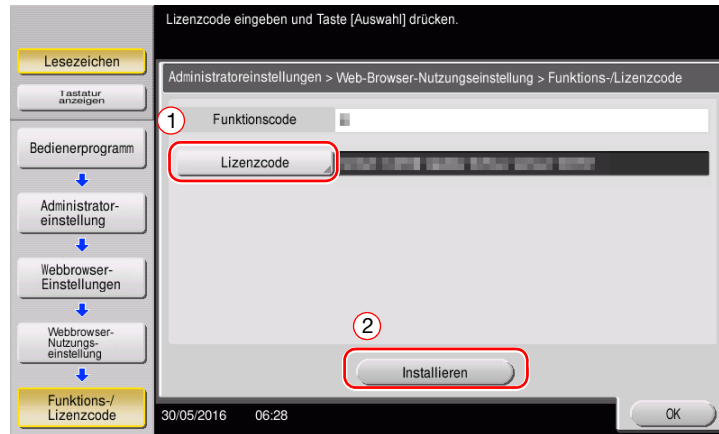 Lizenzcode eingeben und Taste [Auswahl] drücken.
Lesezeichen
Tastatur
anzeigen
Bedienerprogramm
Administrator-
einstellung
Webbrowser-
Einstellungen
Webbrowser-
Nutzungs-
einstellung
Funktions-/
Lizenzcode
Administratoreinstellungen > Web-Browser-Nutzungseinstellung > Funktions-/Lizenzcode
1
Funktionscode
Lizenzcode
2
Installieren
30/05/2016 06:28
OK